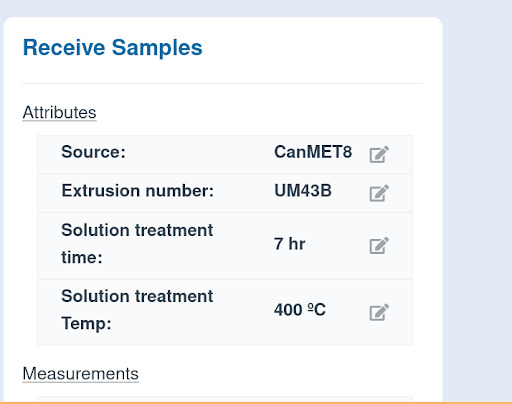 Receive Samples
Attributes
Source: CanMET8
Extrusion number: UM43B
Solution treatment
time: 7 hr
Solution treatment
Temp: 400 ºC
Measurements